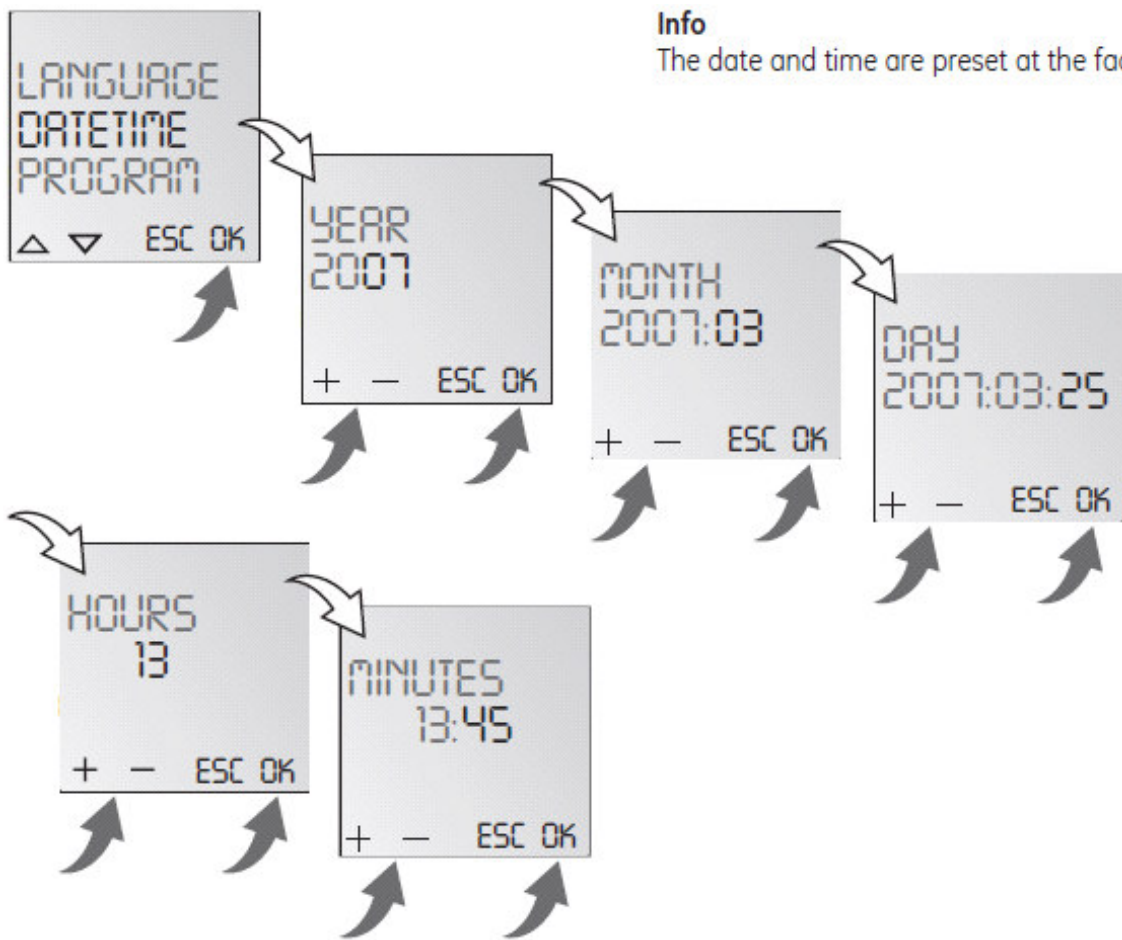 Info
The date and time are preset at the
LANGUAGE
DATETIME
PROGRAM
△ ▽ ESC OK
YEAR
2007
+ − ESC OK
MONTH
2007:03
+ − ESC OK
DAY
2007:03:25
+ − ESC OK
HOURS
13
+ − ESC OK
MINUTES
13:45
+ − ESC OK